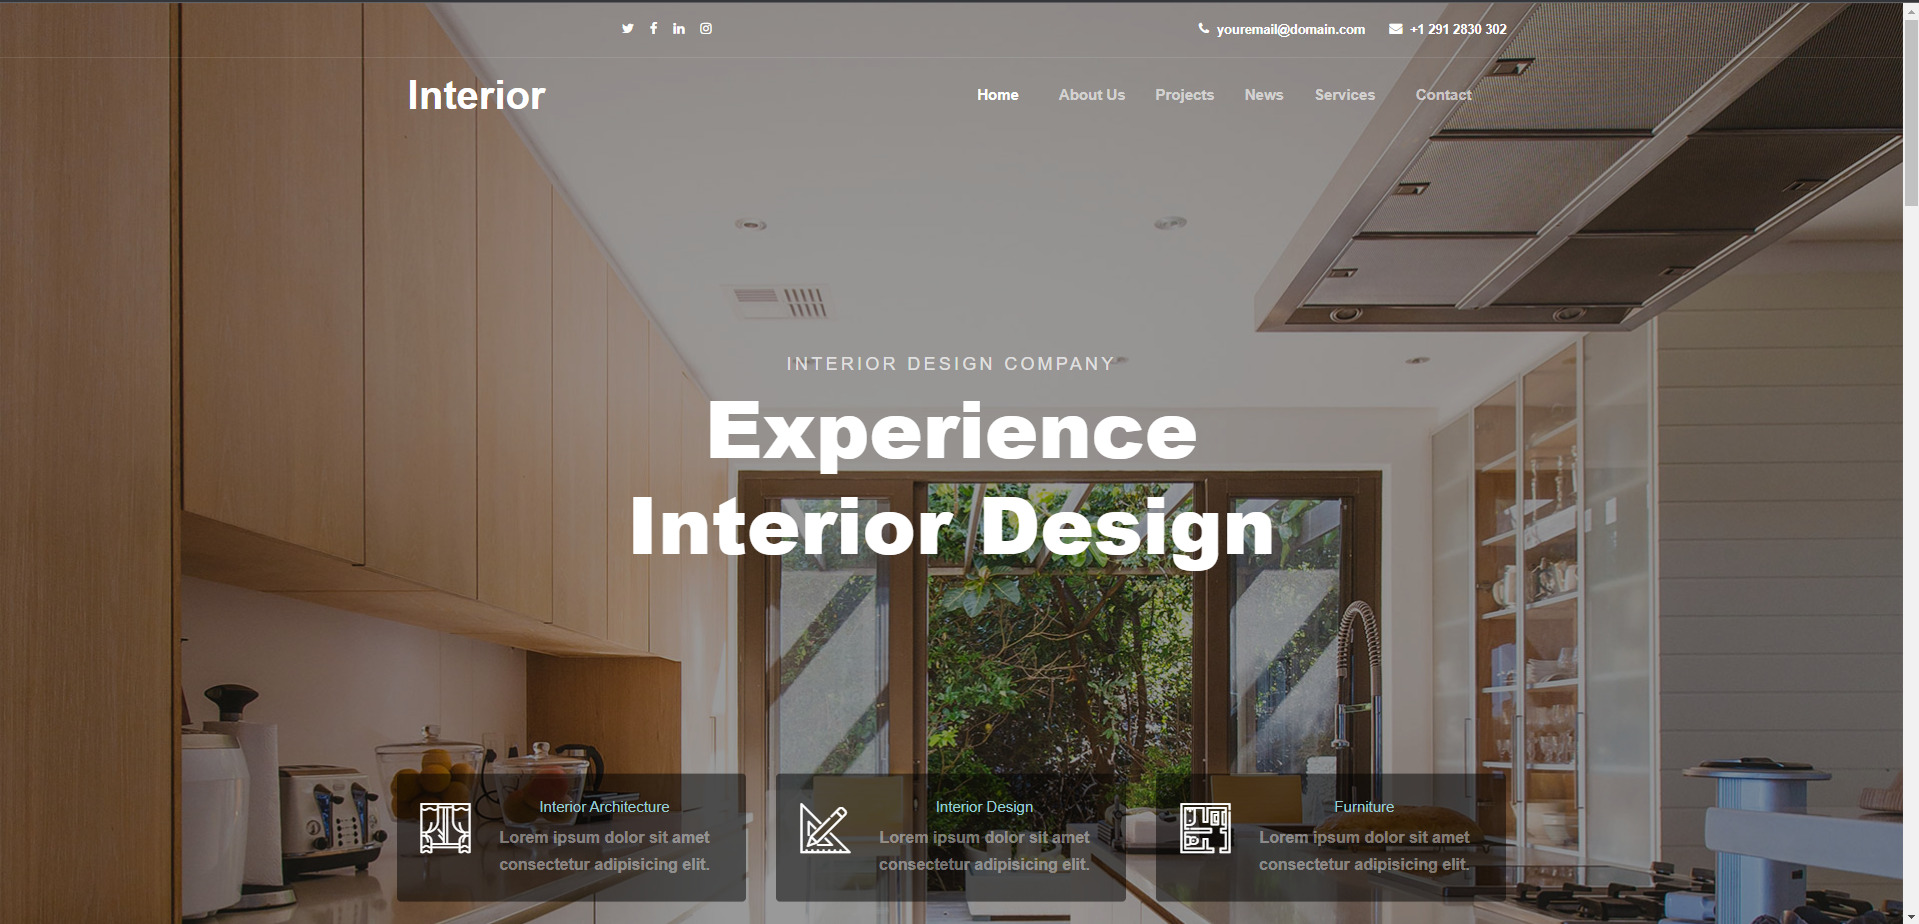 youremail@domain.com +1 291 2830 302
Interior
Home About Us Projects News Services Contact
INTERIOR DESIGN COMPANY
Experience
Interior Design
Interior Architecture
Lorem ipsum dolor sit amet
consectetur adipisicing elit.
Interior Design
Lorem ipsum dolor sit amet
consectetur adipisicing elit.
Furniture
Lorem ipsum dolor sit amet
consectetur adipisicing elit.